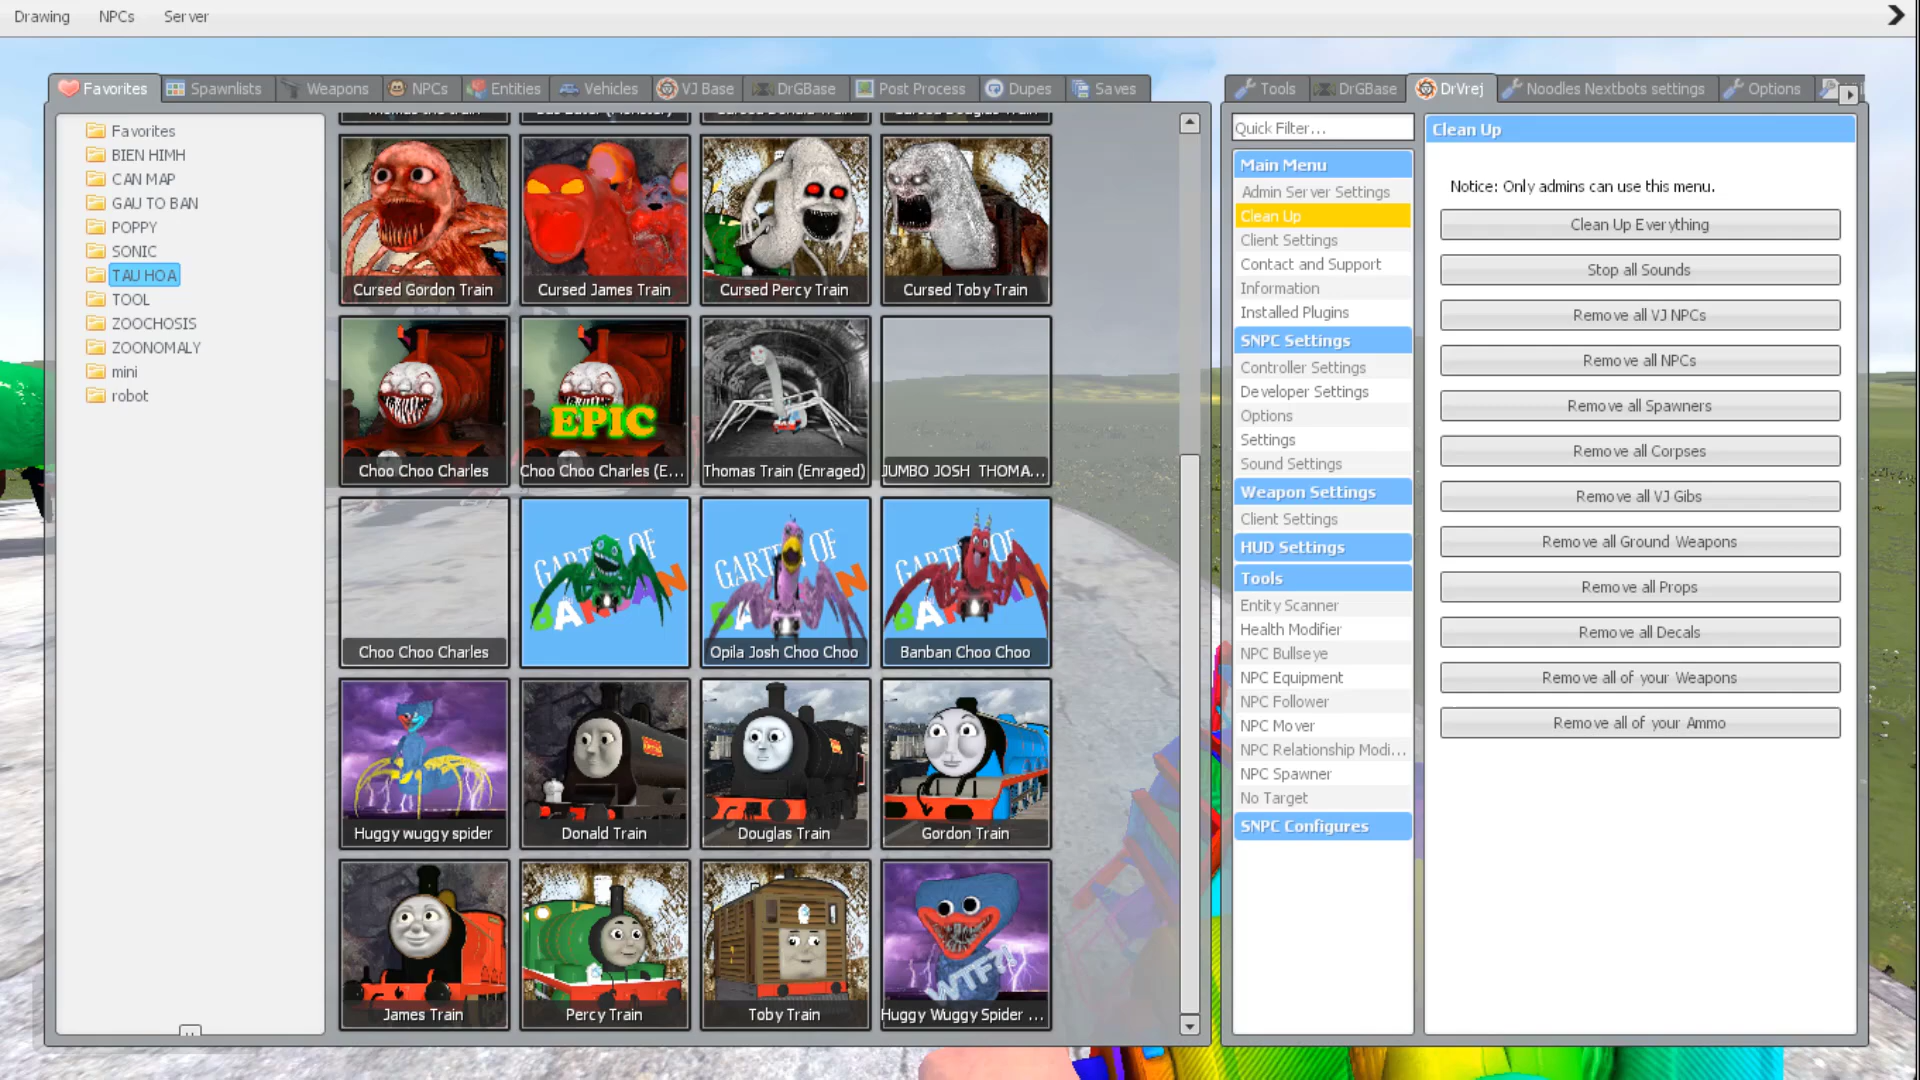 Drawing NPCs Server
Favorites Spawnlists Weapons NPCs Entities Vehicles VJ Base DrGBase Post Process Dupes Saves
Favorites
BIEN HIMH
CAN MAP
GAU TO BAN
POPPY
SONIC
TAU HOA
TOOL
ZOOCHOSIS
ZOONOMALY
mini
robot
Cursed Gordon Train
Cursed James Train
Cursed Percy Train
Cursed Toby Train
Choo Choo Charles
EPIC
Choo Choo Charles (E...
Thomas Train (Enraged)
JUMBO JOSH THOMA...
Choo Choo Charles
GARTEN OF
BANBAN
GARTEN OF
Opila Josh Choo Choo
GARTEN OF
Banban Choo Choo
Huggy wuggy spider
Donald Train
Douglas Train
Gordon Train
James Train
Percy Train
Toby Train
WTF?!
Huggy Wuggy Spider ...
Tools DrGBase DrVrej Noodles Nextbots settings Options
Quick Filter...
Main Menu
Admin Server Settings
Clean Up
Client Settings
Contact and Support
Information
Installed Plugins
SNPC Settings
Controller Settings
Developer Settings
Options
Settings
Sound Settings
Weapon Settings
Client Settings
HUD Settings
Tools
Entity Scanner
Health Modifier
NPC Bullseye
NPC Equipment
NPC Follower
NPC Mover
NPC Relationship Modi...
NPC Spawner
No Target
SNPC Configures
Clean Up
Notice: Only admins can use this menu.
Clean Up Everything
Stop all Sounds
Remove all VJ NPCs
Remove all NPCs
Remove all Spawners
Remove all Corpses
Remove all VJ Gibs
Remove all Ground Weapons
Remove all Props
Remove all Decals
Remove all of your Weapons
Remove all of your Ammo